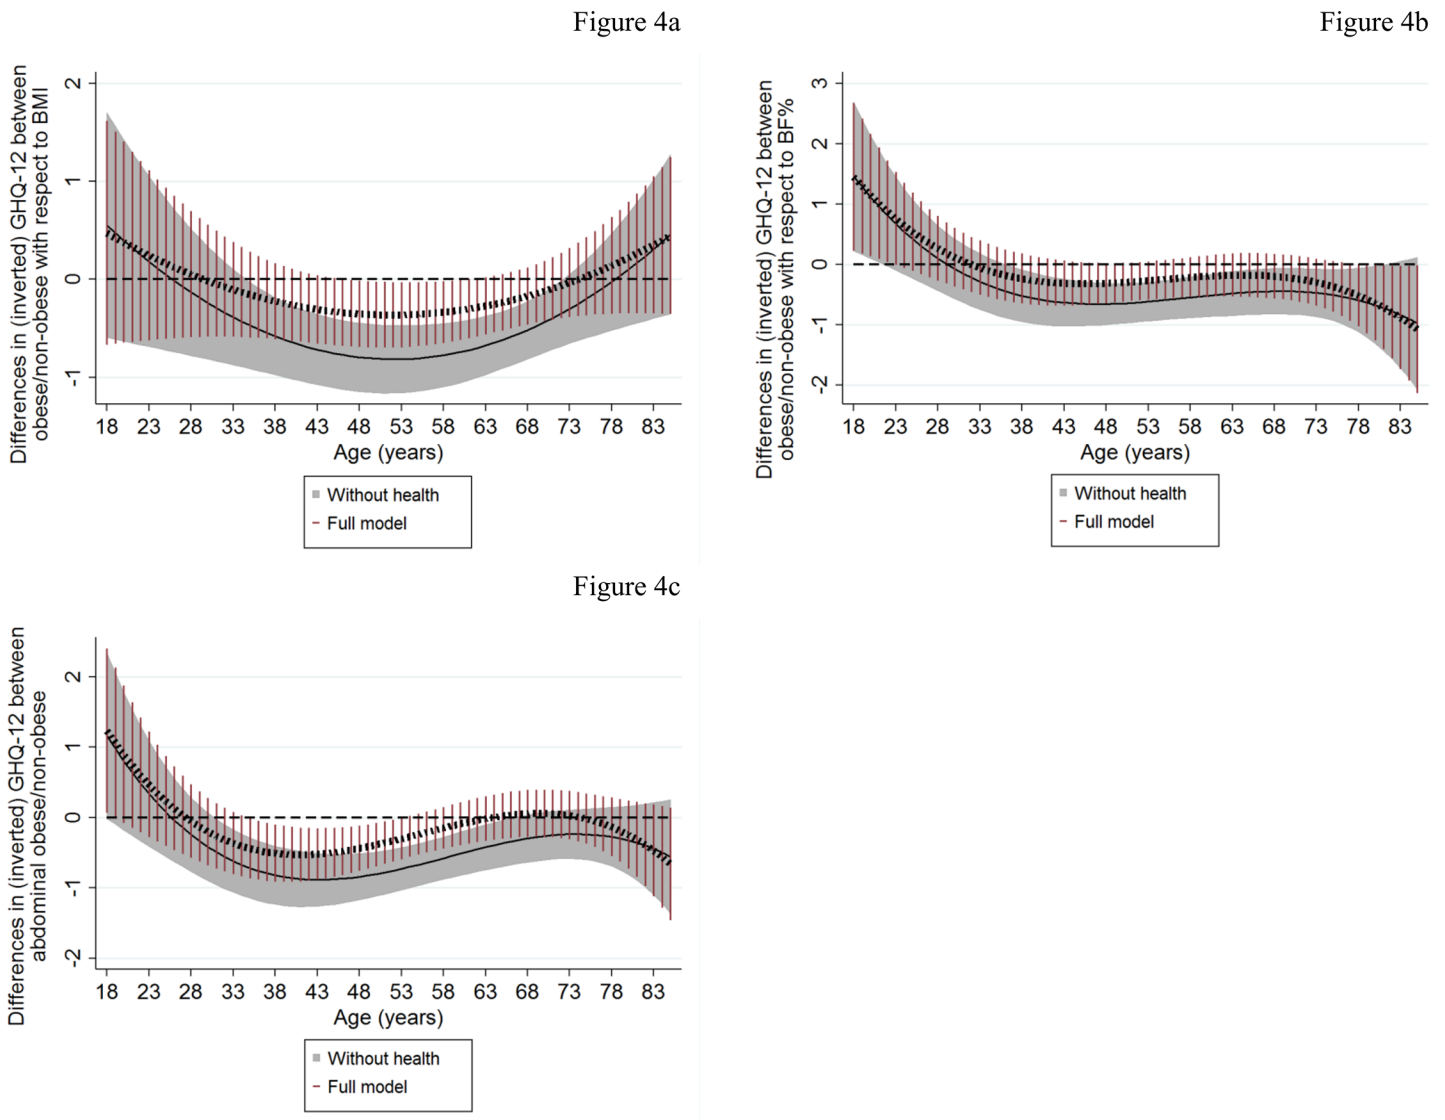 Figure 4a
Differences in (inverted) GHQ-12 between
obese/non-obese with respect to BMI
2
1
0
-1
18 23 28 33 38 43 48 53 58 63 68 73 78 83
Age (years)
Without health
Full model
Figure 4b
Differences in (inverted) GHQ-12 between
obese/non-obese with respect to BF%
3
2
1
0
-1
-2
18 23 28 33 38 43 48 53 58 63 68 73 78 83
Age (years)
Without health
Full model
Figure 4c
Differences in (inverted) GHQ-12 between
abdominal obese/non-obese
2
1
0
-1
-2
18 23 28 33 38 43 48 53 58 63 68 73 78 83
Age (years)
Without health
Full model